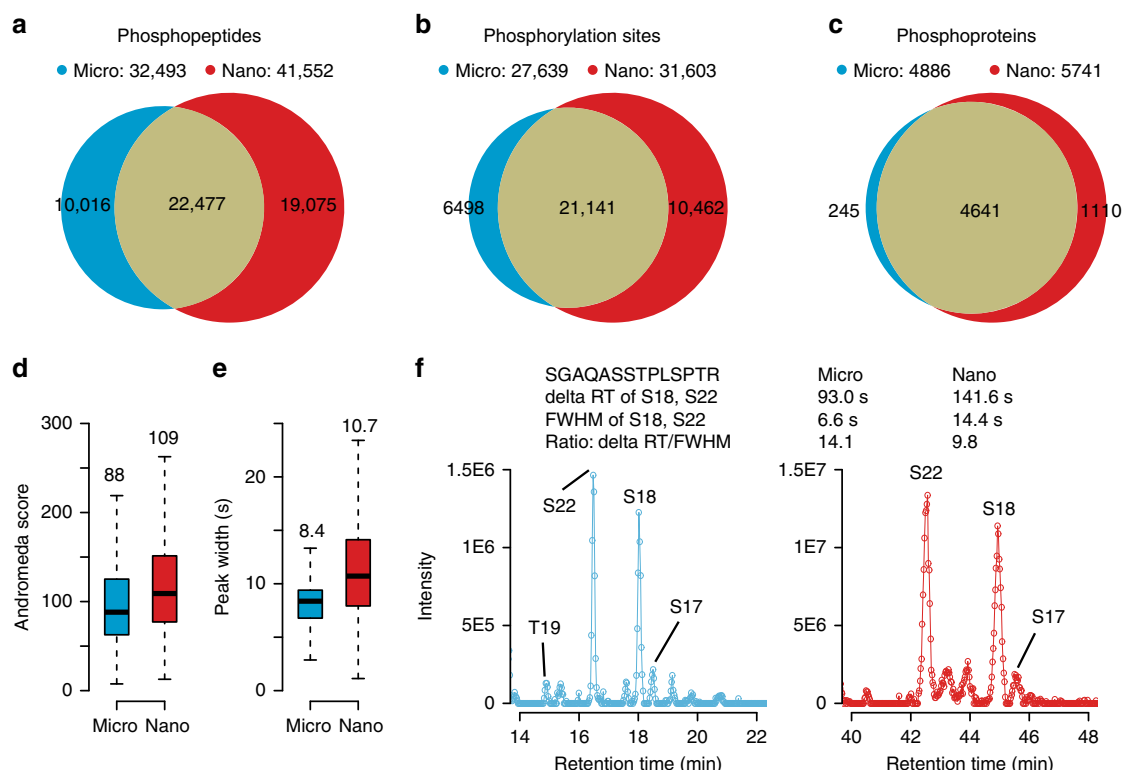 a
Phosphopeptides
Micro: 32,493 Nano: 41,552
10,016
22,477
19,075
b
Phosphorylation sites
Micro: 27,639 Nano: 31,603
6498
21,141
10,462
c
Phosphoproteins
Micro: 4886 Nano: 5741
245
4641
1110
d
Andromeda score
300
200
100
0
88
109
Micro Nano
e
Peak width (s)
20
10
0
8.4
10.7
Micro Nano
f
SGAQASSTPLSPTR Micro Nano
delta RT of S18, S22 93.0 s 141.6 s
FWHM of S18, S22 6.6 s 14.4 s
Ratio: delta RT/FWHM 14.1 9.8
Intensity
1.5E6
1E6
5E5
0
S22
S18
T19
S17
14 16 18 20 22
Retention time (min)
1.5E7
1E7
5E6
0
S22
S18
S17
40 42 44 46 48
Retention time (min)